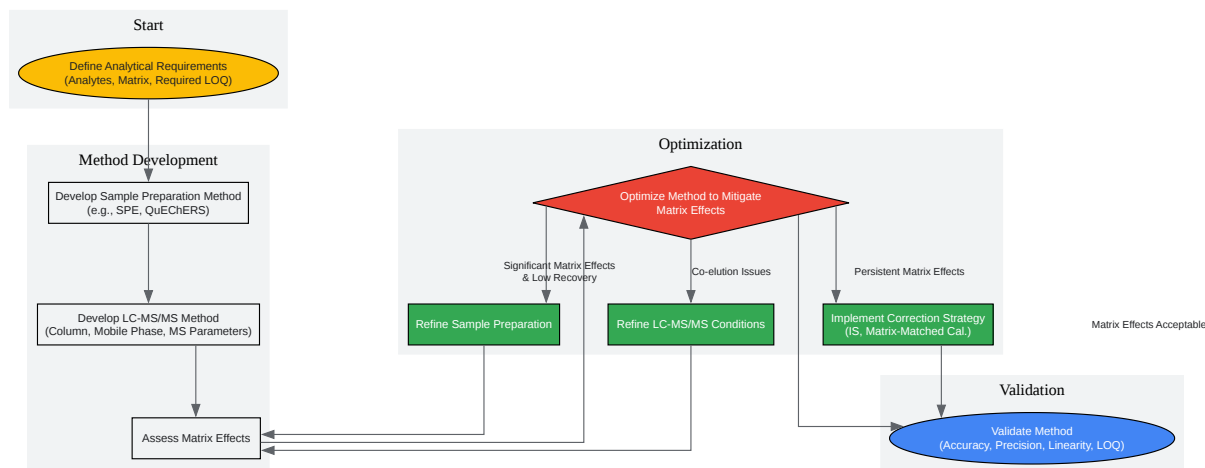 Start
Define Analytical Requirements
(Analytes, Matrix, Required LOQ)
Method Development
Develop Sample Preparation Method
(e.g., SPE, QuEChERS)
Develop LC-MS/MS Method
(Column, Mobile Phase, MS Parameters)
Assess Matrix Effects
Optimization
Optimize Method to Mitigate
Matrix Effects
Significant Matrix Effects
& Low Recovery
Co-elution Issues
Persistent Matrix Effects
Refine Sample Preparation
Refine LC-MS/MS Conditions
Implement Correction Strategy
(IS, Matrix-Matched Cal.)
Matrix Effects Acceptable
Validation
Validate Method
(Accuracy, Precision, Linearity, LOQ)